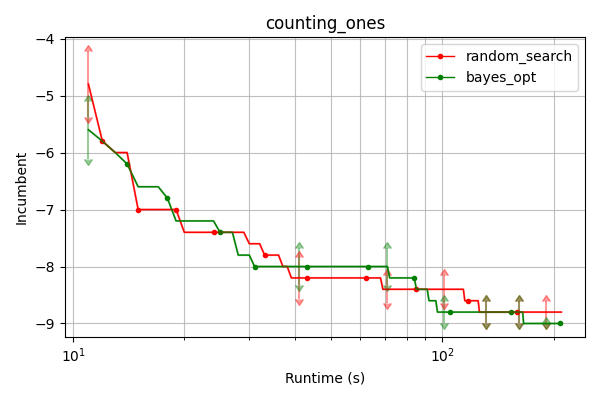 counting_ones
random_search
bayes_opt
Incumbent
−4
−5
−6
−7
−8
−9
10¹
10²
Runtime (s)